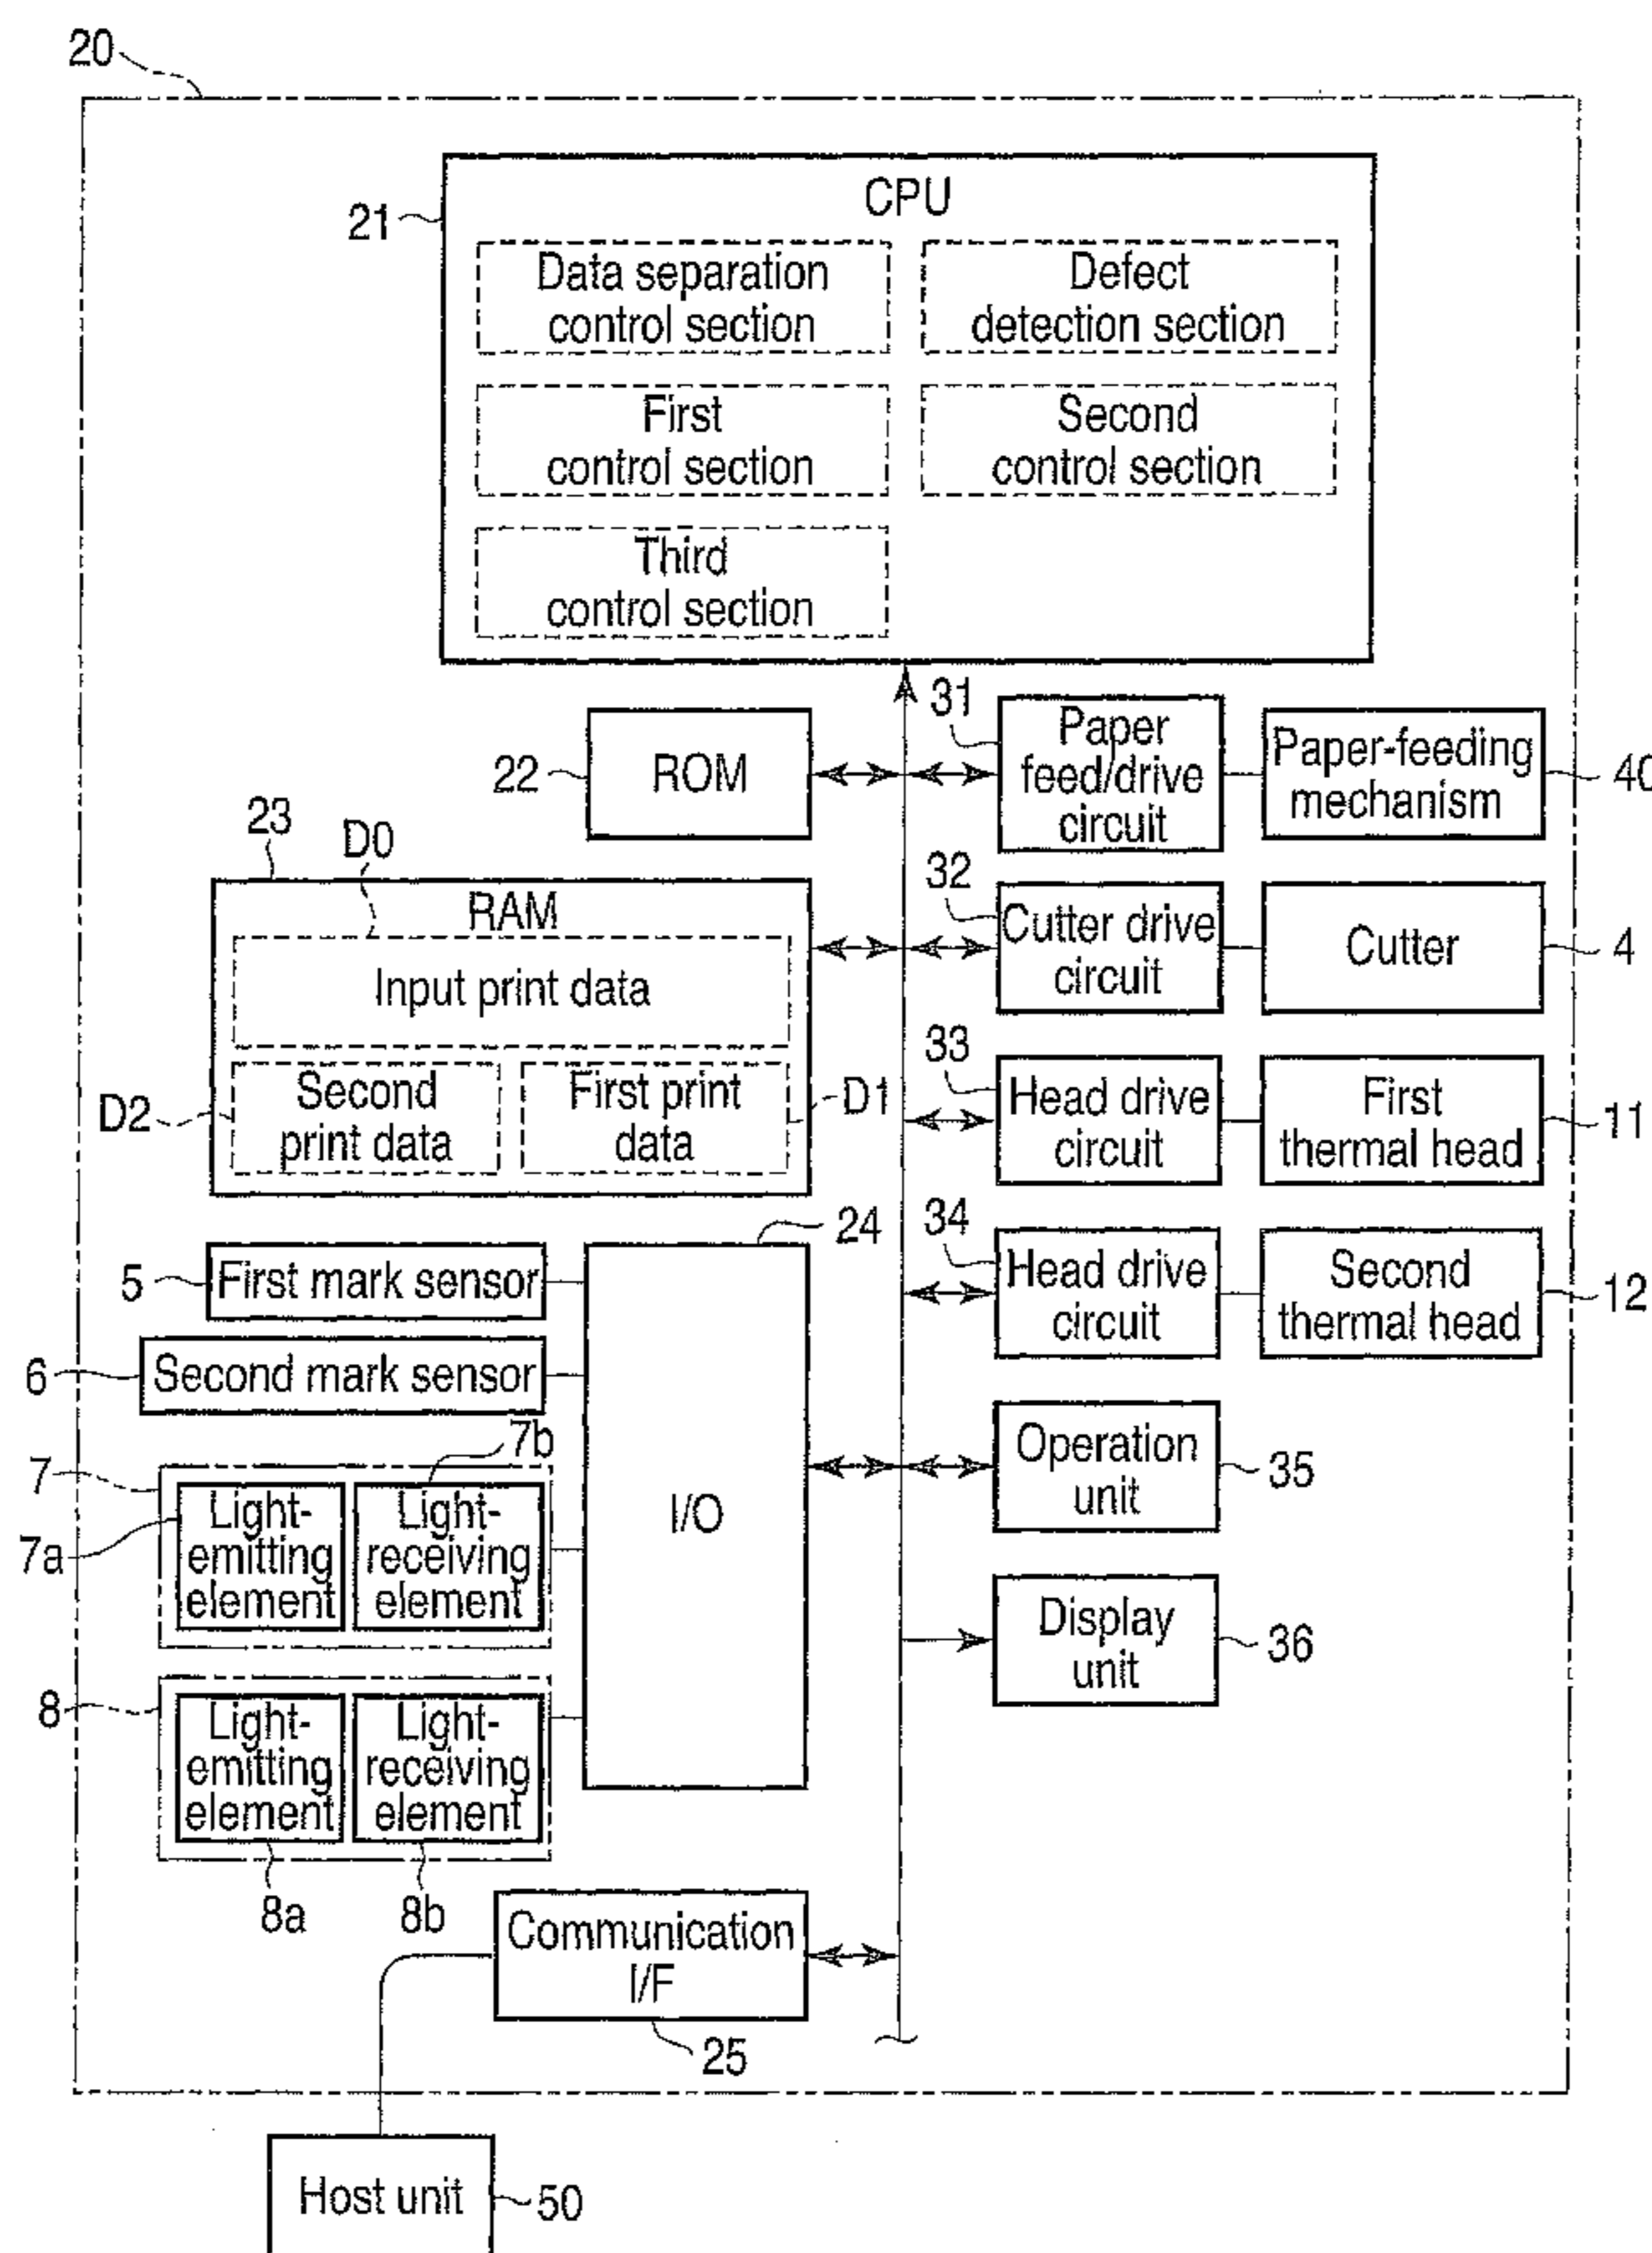 20
CPU
21
Data separation
control section
Defect
detection section
First
control section
Second
control section
Third
control section
31
Paper
feed/drive
circuit
Paper-feeding
mechanism
40
22
ROM
23
D0
RAM
Input print data
D2
Second
print data
First print
data
D1
32
Cutter drive
circuit
Cutter
4
33
Head drive
circuit
First
thermal head
11
34
Head drive
circuit
Second
thermal head
12
24
5
First mark sensor
6
Second mark sensor
I/O
7
7b
7a
Light-
emitting
element
Light-
receiving
element
8
Light-
emitting
element
Light-
receiving
element
8a
8b
Operation
unit
35
Display
unit
36
Communication
I/F
25
Host unit
50